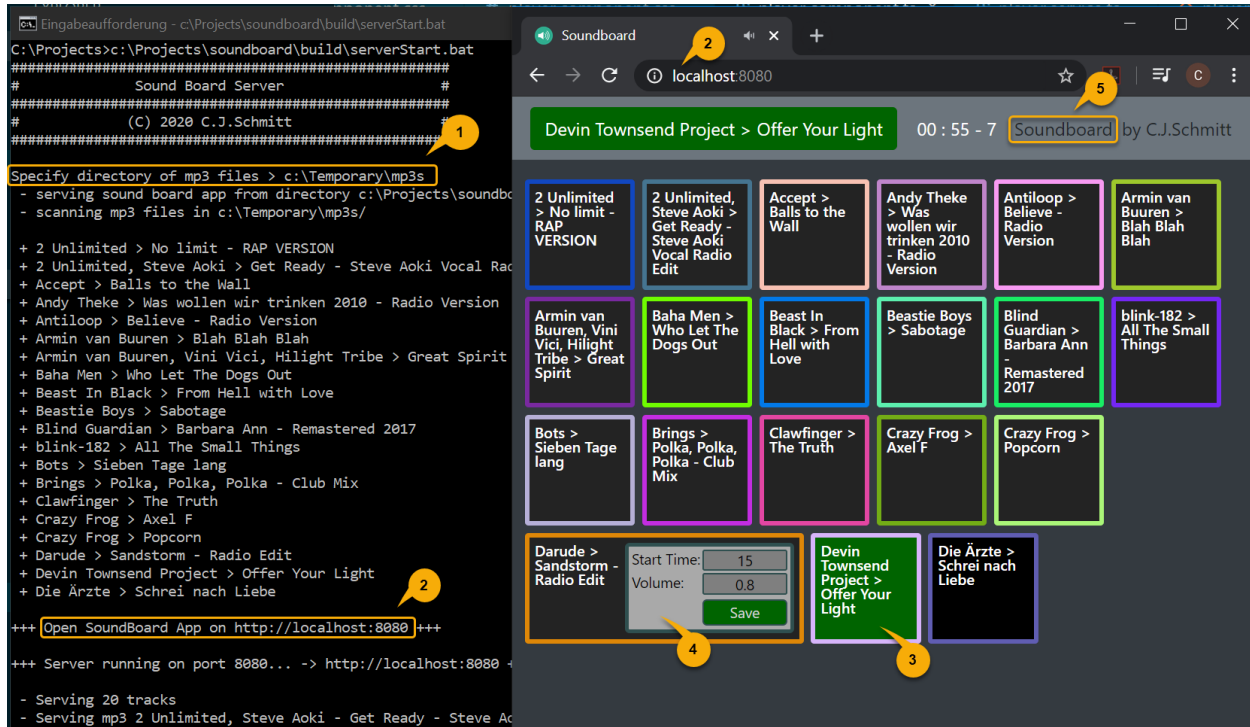 Eingabeaufforderung - c:\Projects\soundboard\build\serverStart.bat
C:\Projects>c:\Projects\soundboard\build\serverStart.bat
######################################################
# Sound Board Server #
######################################################
# (C) 2020 C.J.Schmitt #
######################################################
1
Specify directory of mp3 files > c:\Temporary\mp3s
- serving sound board app from directory c:\Projects\soundbo
- scanning mp3 files in c:\Temporary\mp3s/
+ 2 Unlimited > No limit - RAP VERSION
+ 2 Unlimited, Steve Aoki > Get Ready - Steve Aoki Vocal Rad
+ Accept > Balls to the Wall
+ Andy Theke > Was wollen wir trinken 2010 - Radio Version
+ Antiloop > Believe - Radio Version
+ Armin van Buuren > Blah Blah Blah
+ Armin van Buuren, Vini Vici, Hilight Tribe > Great Spirit
+ Baha Men > Who Let The Dogs Out
+ Beast In Black > From Hell with Love
+ Beastie Boys > Sabotage
+ Blind Guardian > Barbara Ann - Remastered 2017
+ blink-182 > All The Small Things
+ Bots > Sieben Tage lang
+ Brings > Polka, Polka, Polka - Club Mix
+ Clawfinger > The Truth
+ Crazy Frog > Axel F
+ Crazy Frog > Popcorn
+ Darude > Sandstorm - Radio Edit
+ Devin Townsend Project > Offer Your Light
+ Die Ärzte > Schrei nach Liebe
2
+++ Open SoundBoard App on http://localhost:8080 +++
+++ Server running on port 8080... -> http://localhost:8080 +
- Serving 20 tracks
- Serving mp3 2 Unlimited, Steve Aoki - Get Ready - Steve Ao
Soundboard
2
localhost:8080
C
5
Devin Townsend Project > Offer Your Light
00 : 55 - 7
Soundboard by C.J.Schmitt
2 Unlimited
> No limit -
RAP
VERSION
2 Unlimited,
Steve Aoki >
Get Ready -
Steve Aoki
Vocal Radio
Edit
Accept >
Balls to the
Wall
Andy Theke
> Was
wollen wir
trinken 2010
- Radio
Version
Antiloop >
Believe -
Radio
Version
Armin van
Buuren >
Blah Blah
Blah
Armin van
Buuren, Vini
Vici, Hilight
Tribe > Great
Spirit
Baha Men >
Who Let The
Dogs Out
Beast In
Black > From
Hell with
Love
Beastie Boys
> Sabotage
Blind
Guardian >
Barbara Ann
-
Remastered
2017
blink-182 >
All The Small
Things
Bots >
Sieben Tage
lang
Brings >
Polka, Polka,
Polka - Club
Mix
Clawfinger >
The Truth
Crazy Frog >
Axel F
Crazy Frog >
Popcorn
Darude >
Sandstorm -
Radio Edit
Start Time: 15
Volume: 0.8
Save
4
Devin
Townsend
Project >
Offer Your
Light
3
Die Ärzte >
Schrei nach
Liebe